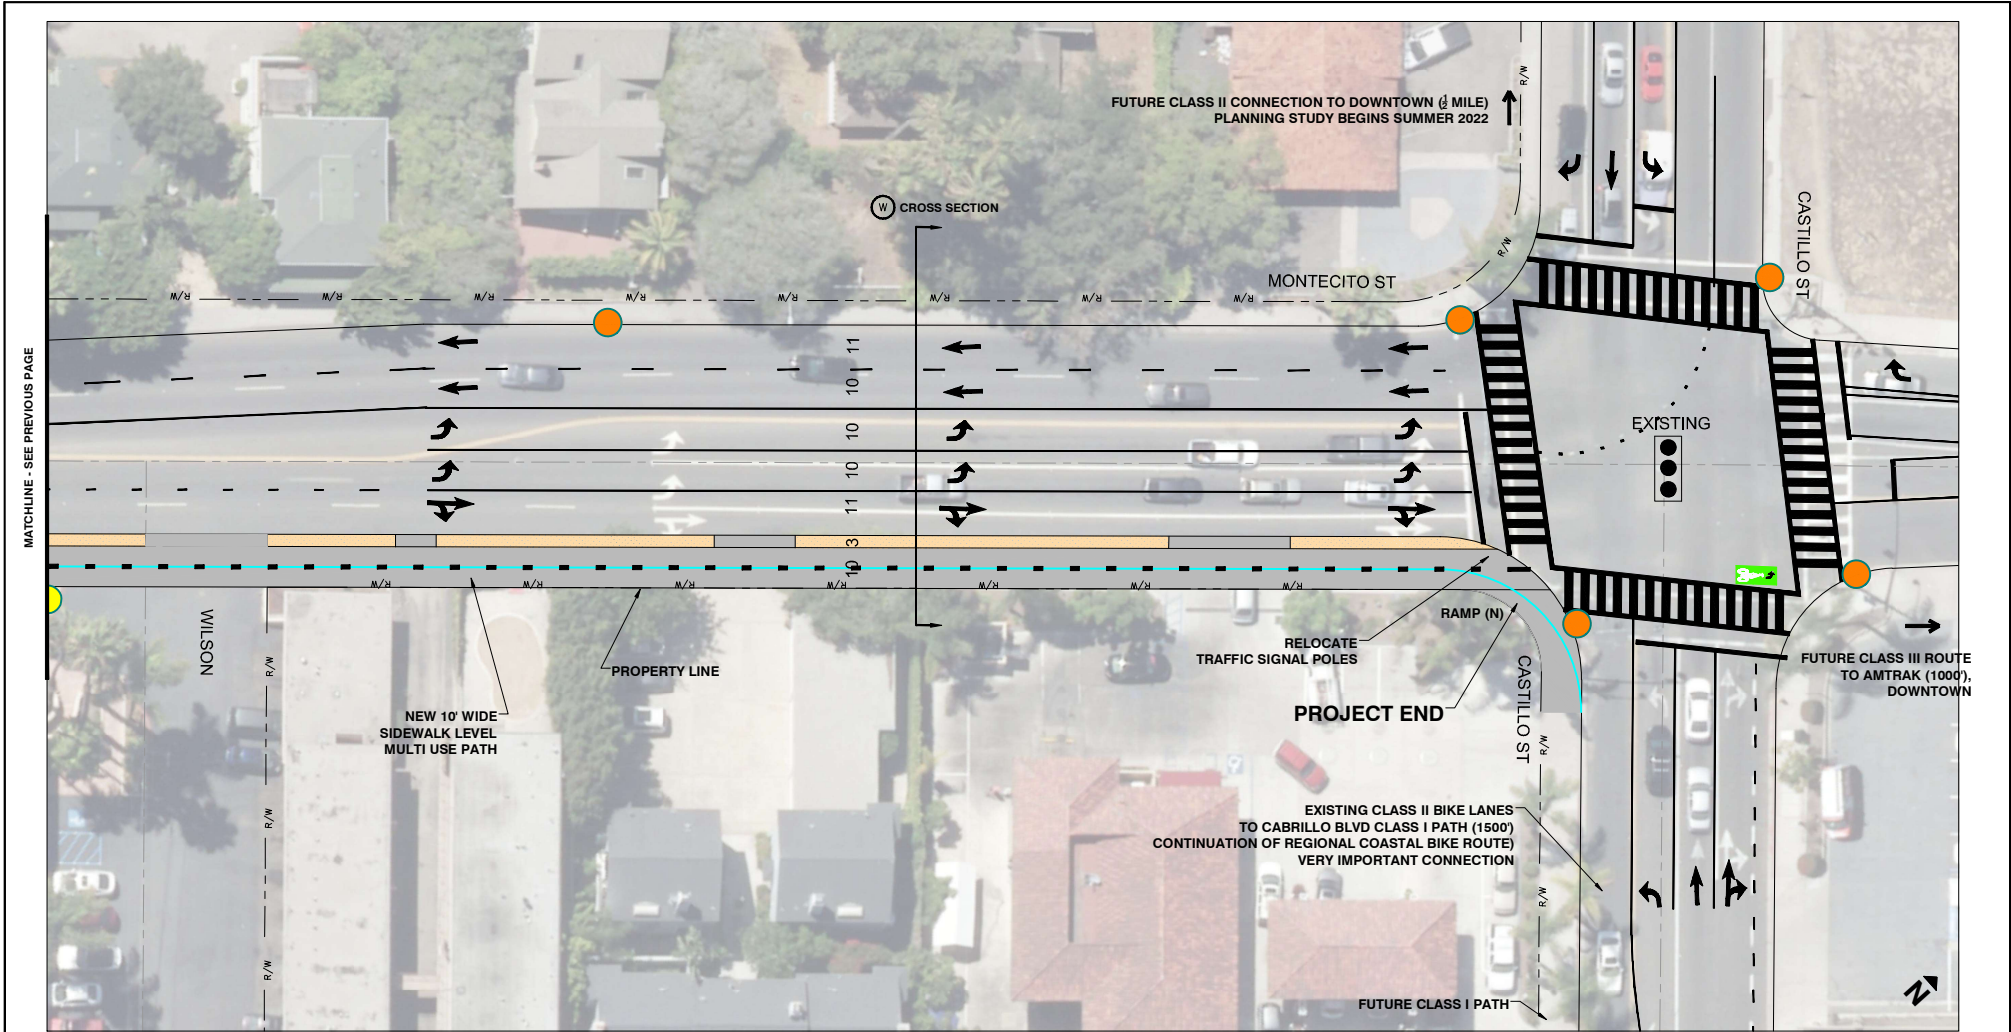 FUTURE CLASS II CONNECTION TO DOWNTOWN (½ MILE)
PLANNING STUDY BEGINS SUMMER 2022
R/W
W CROSS SECTION
CASTILLO ST
R/W
MONTECITO ST
R/W R/W R/W R/W R/W R/W R/W R/W
MATCHLINE - SEE PREVIOUS PAGE
11
10
10
10
11
3
10
EXISTING
R/W R/W R/W R/W R/W R/W R/W
WILSON
R/W
R/W
R/W
PROPERTY LINE
NEW 10' WIDE
SIDEWALK LEVEL
MULTI USE PATH
RAMP (N)
RELOCATE
TRAFFIC SIGNAL POLES
PROJECT END
CASTILLO ST
R/W
R/W
FUTURE CLASS III ROUTE
TO AMTRAK (1000'),
DOWNTOWN
EXISTING CLASS II BIKE LANES
TO CABRILLO BLVD CLASS I PATH (1500')
CONTINUATION OF REGIONAL COASTAL BIKE ROUTE)
VERY IMPORTANT CONNECTION
FUTURE CLASS I PATH
N